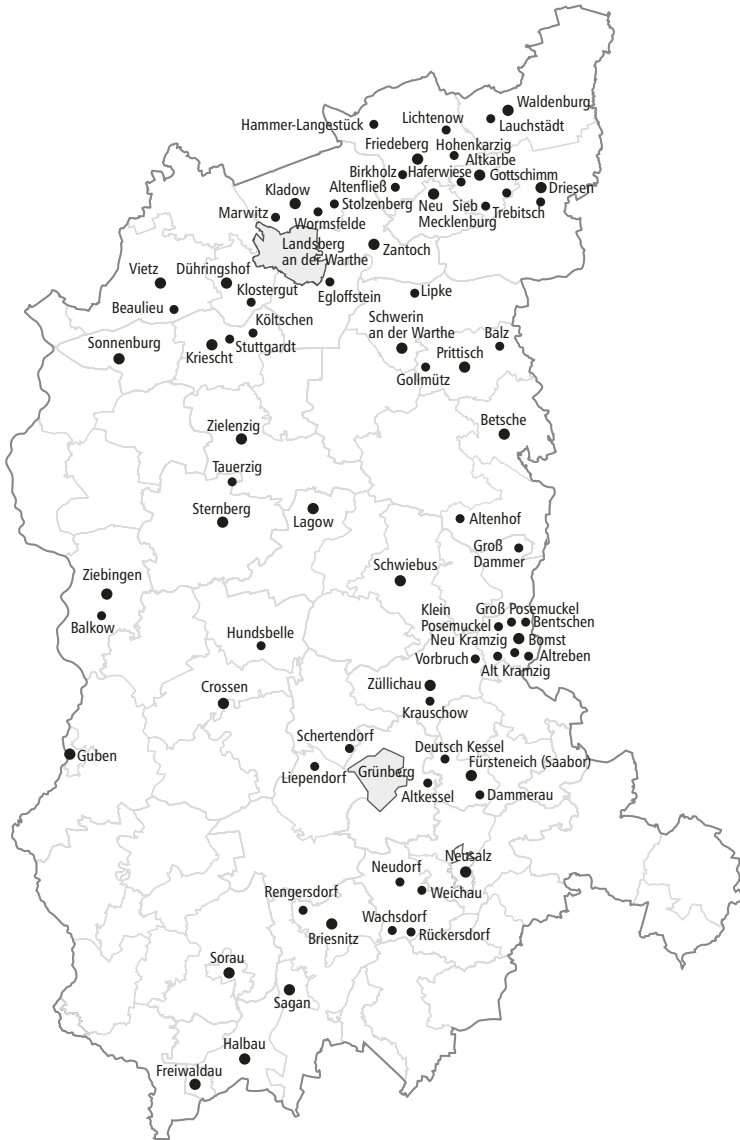 Waldenburg
Lichtenow
Hammer-Langestück
Lauchstädt
Friedeberg
Hohenkarzig
Altkarbe
Birkholz
Haferwiese
Gottschimm
Altenfließ
Driesen
Kladow
Stolzenberg
Neu
Mecklenburg
Sieb
Trebitsch
Marwitz
Wormsfelde
Landsberg
an der Warthe
Zantoch
Vietz
Dühringshof
Klostergut
Egloffstein
Lipke
Beaulieu
Költschen
Schwerin
an der Warthe
Balz
Sonnenburg
Kriescht
Stuttgardt
Prittisch
Gollmütz
Zielenzig
Betsche
Tauerzig
Sternberg
Lagow
Altenhof
Groß
Dammer
Schwiebus
Ziebingen
Balkow
Klein
Posemuckel
Groß Posemuckel
Bentschen
Hundsbelle
Neu Kramzig
Bomst
Vorbruch
Altreben
Alt Kramzig
Crossen
Züllichau
Krauschow
Schertendorf
Deutsch Kessel
Guben
Fürsteneich (Saabor)
Liependorf
Grünberg
Altkessel
Dammerau
Neusalz
Neudorf
Weichau
Rengersdorf
Wachsdorf
Rückersdorf
Briesnitz
Sorau
Sagan
Halbau
Freiwaldau